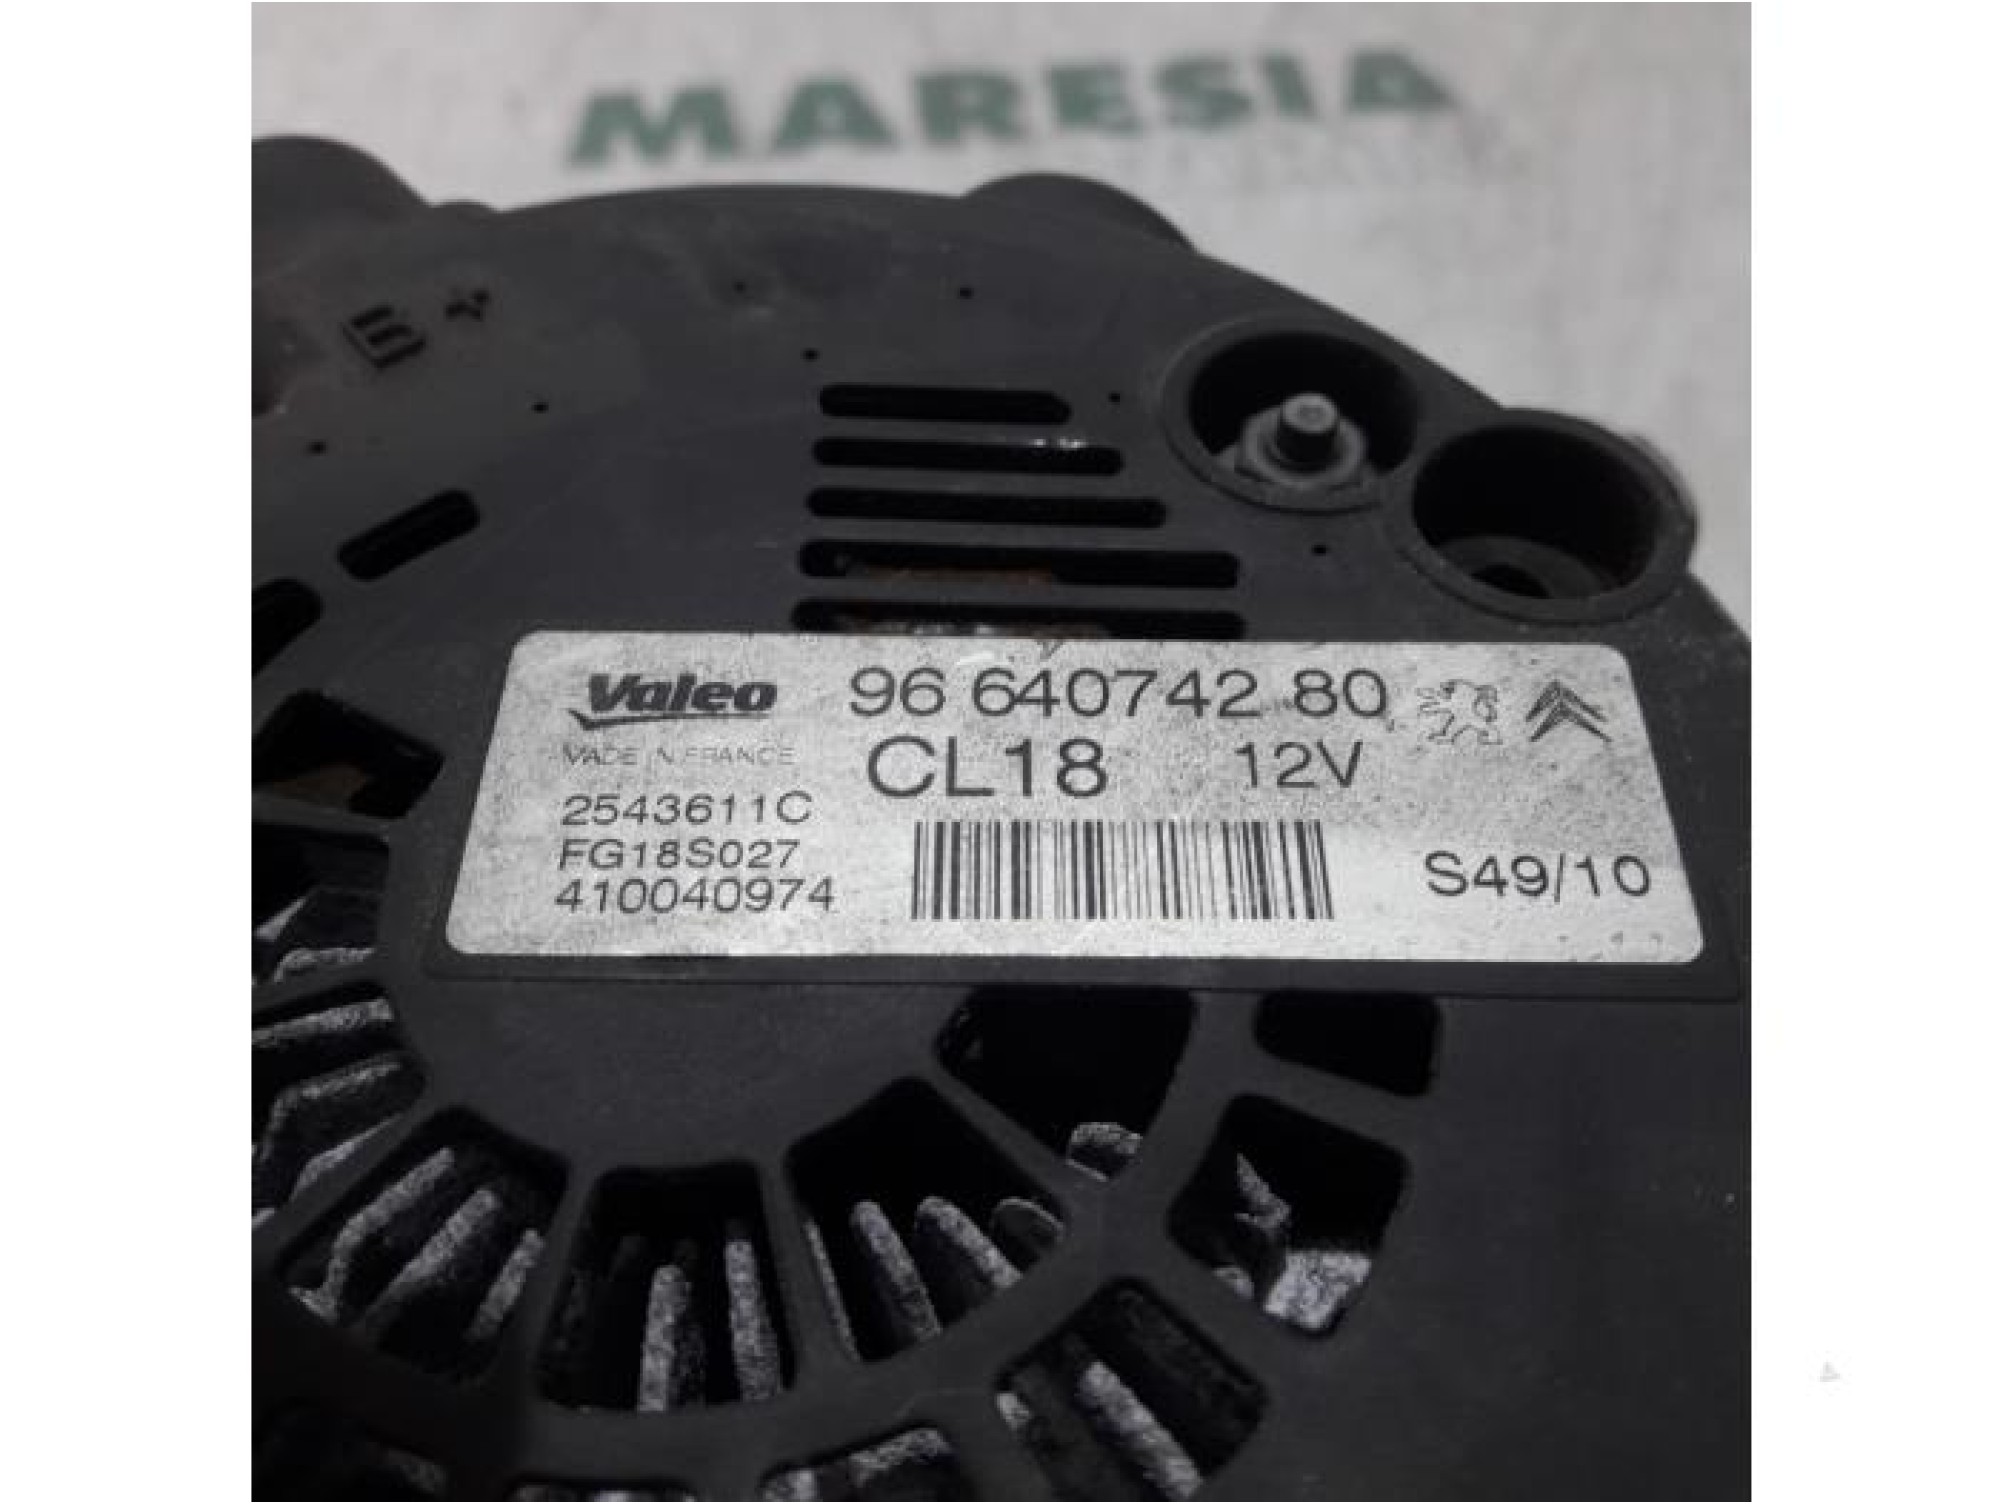 MARESIA
Valeo 96 640742 80
MADE IN FRANCE CL18 12V
2543611C
FG18S027 S49/10
410040974